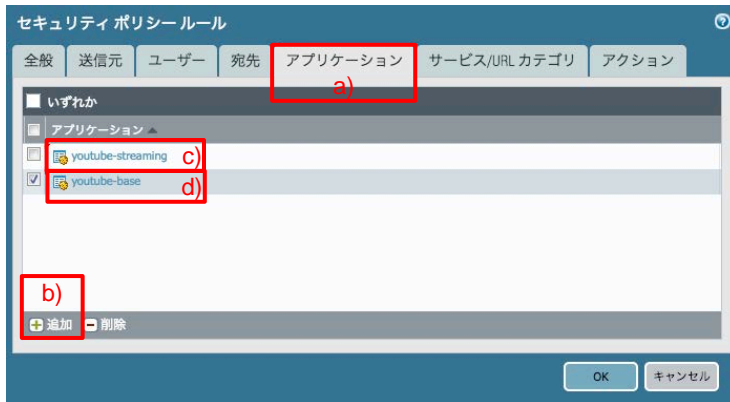 セキュリティ ポリシー ルール
全般 送信元 ユーザー 宛先 アプリケーション サービス/URL カテゴリ アクション
a)
いずれか
アプリケーション
youtube-streaming c)
youtube-base d)
b)
追加 削除
OK キャンセル